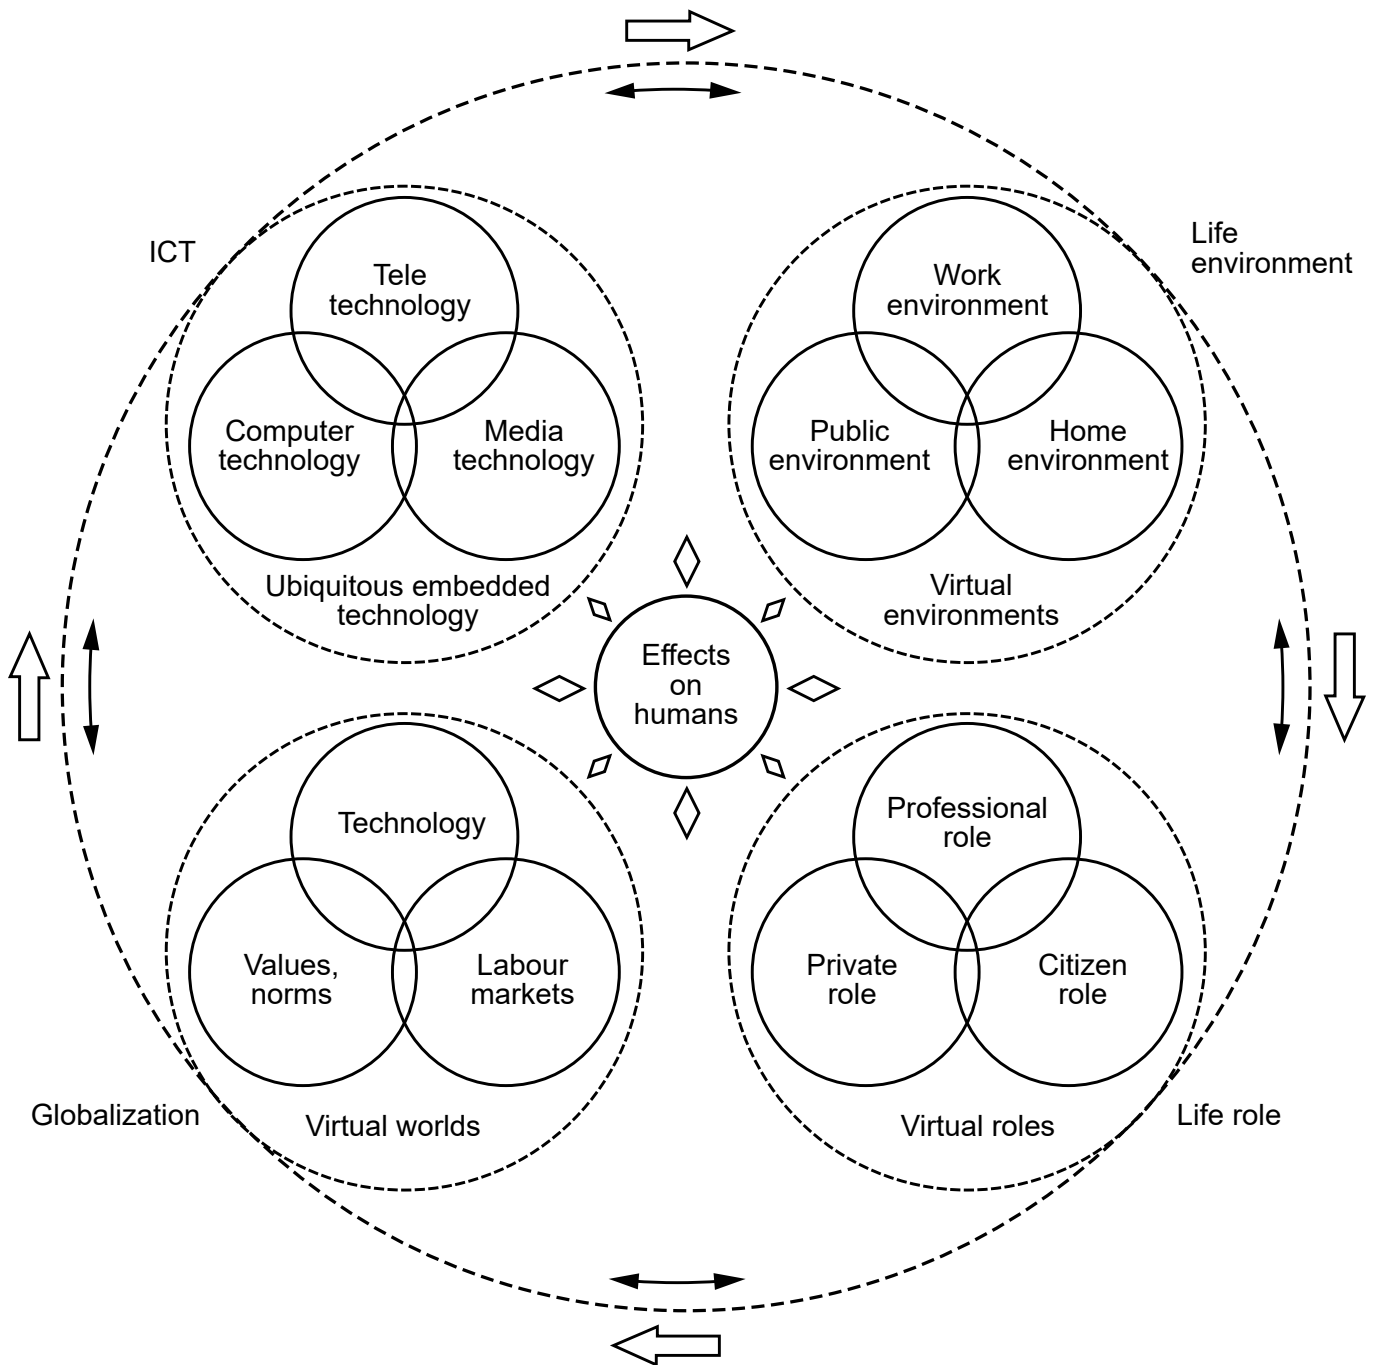 ICT
Tele
technology
Computer
technology
Media
technology
Ubiquitous embedded
technology
Life
environment
Work
environment
Public
environment
Home
environment
Virtual
environments
Effects
on
humans
Technology
Values,
norms
Labour
markets
Virtual worlds
Globalization
Professional
role
Private
role
Citizen
role
Virtual roles
Life role